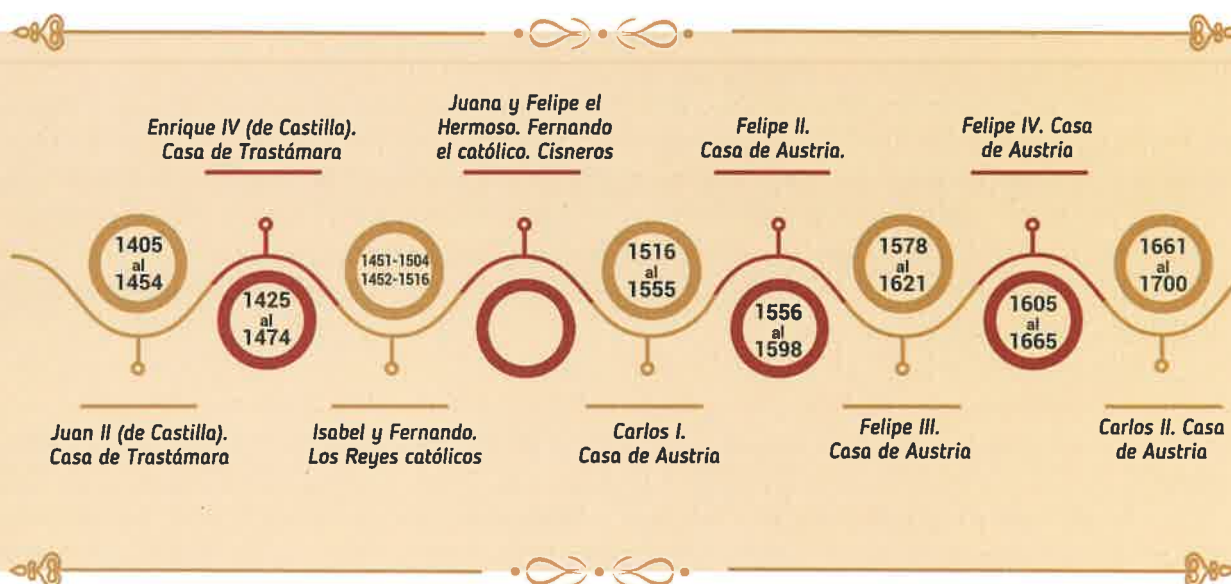 Enrique IV (de Castilla).
Casa de Trastámara
Juana y Felipe el
Hermoso. Fernando
el católico. Cisneros
Felipe II.
Casa de Austria.
Felipe IV. Casa
de Austria
1405
al
1454
1425
al
1474
1451-1504
1452-1516
1516
al
1555
1556
al
1598
1578
al
1621
1605
al
1665
1661
al
1700
Juan II (de Castilla).
Casa de Trastámara
Isabel y Fernando.
Los Reyes católicos
Carlos I.
Casa de Austria
Felipe III.
Casa de Austria
Carlos II. Casa
de Austria